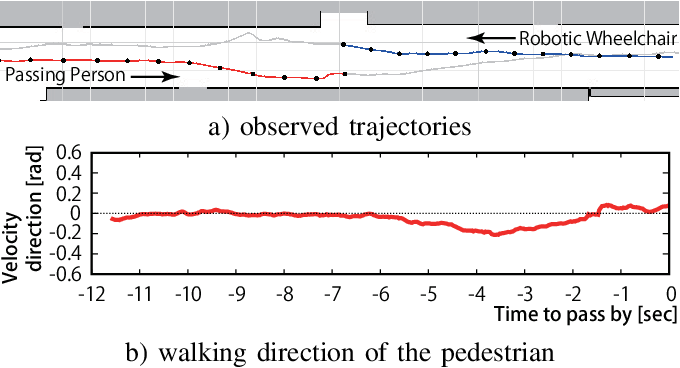 Robotic Wheelchair
Passing Person
a) observed trajectories
0.6
0.4
0.2
0
-0.2
-0.4
-0.6
Velocity
direction [rad]
-12 -11 -10 -9 -8 -7 -6 -5 -4 -3 -2 -1 0
Time to pass by [sec]
b) walking direction of the pedestrian